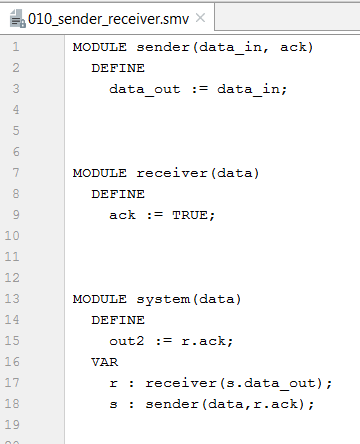 010_sender_receiver.smv
1 MODULE sender(data_in, ack)
2 DEFINE
3 data_out := data_in;
4
5
6
7 MODULE receiver(data)
8 DEFINE
9 ack := TRUE;
10
11
12
13 MODULE system(data)
14 DEFINE
15 out2 := r.ack;
16 VAR
17 r : receiver(s.data_out);
18 s : sender(data,r.ack);
19